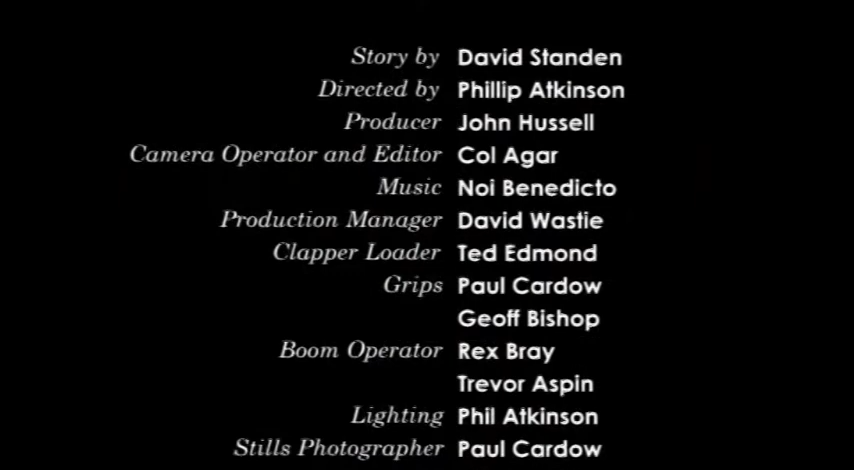 Story by David Standen
Directed by Phillip Atkinson
Producer John Hussell
Camera Operator and Editor Col Agar
Music Noi Benedicto
Production Manager David Wastie
Clapper Loader Ted Edmond
Grips Paul Cardow
Geoff Bishop
Boom Operator Rex Bray
Trevor Aspin
Lighting Phil Atkinson
Stills Photographer Paul Cardow